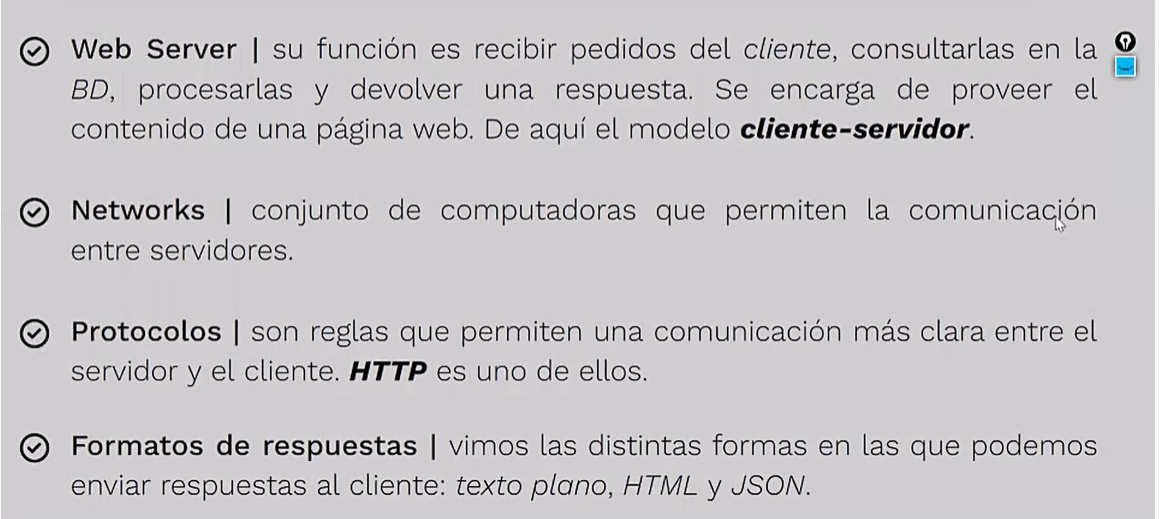 Web Server | su función es recibir pedidos del cliente, consultarlas en la
BD, procesarlas y devolver una respuesta. Se encarga de proveer el
contenido de una página web. De aquí el modelo cliente-servidor.
Networks | conjunto de computadoras que permiten la comunicación
entre servidores.
Protocolos | son reglas que permiten una comunicación más clara entre el
servidor y el cliente. HTTP es uno de ellos.
Formatos de respuestas | vimos las distintas formas en las que podemos
enviar respuestas al cliente: texto plano, HTML y JSON.